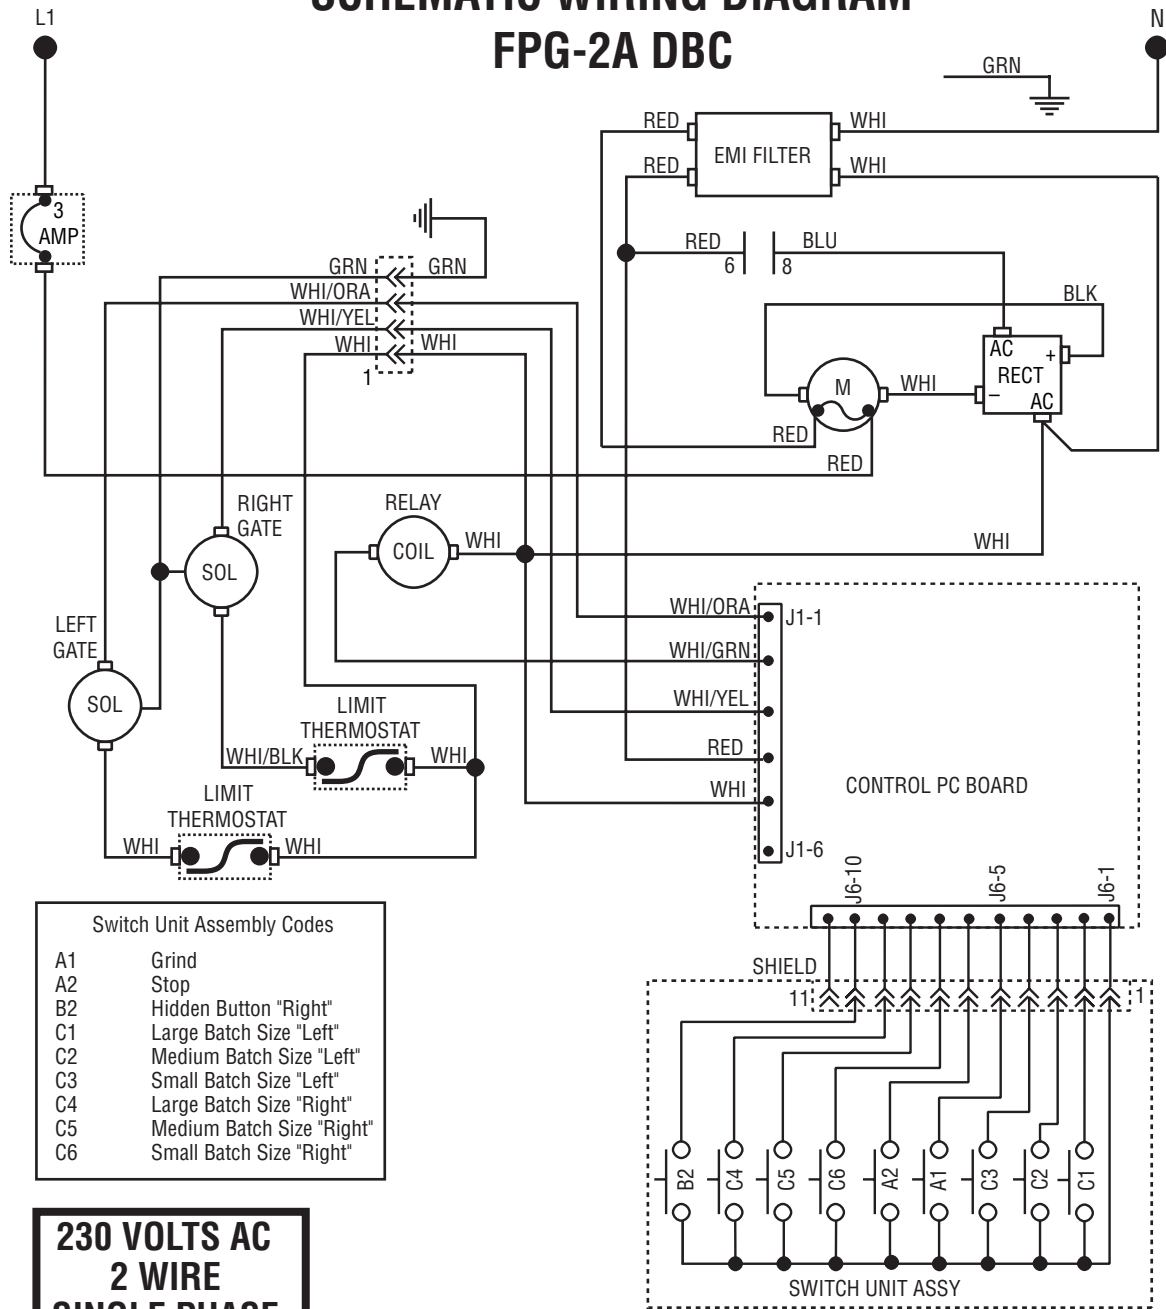 SCHEMATIC WIRING DIAGRAM
FPG-2A DBC
L1
N
GRN
RED
WHI
EMI FILTER
RED
WHI
3
AMP
RED
BLU
6
8
GRN
GRN
WHI/ORA
BLK
WHI/YEL
WHI
WHI
1
AC
+
RECT
M
WHI
–
AC
RED
RED
RIGHT
GATE
RELAY
SOL
COIL
WHI
WHI
LEFT
GATE
WHI/ORA
J1-1
WHI/GRN
SOL
LIMIT
THERMOSTAT
WHI/YEL
WHI/BLK
WHI
RED
LIMIT
THERMOSTAT
WHI
CONTROL PC BOARD
WHI
WHI
J1-6
J6-10
J6-5
J6-1
Switch Unit Assembly Codes
A1 Grind
A2 Stop
B2 Hidden Button "Right"
C1 Large Batch Size "Left"
C2 Medium Batch Size "Left"
C3 Small Batch Size "Left"
C4 Large Batch Size "Right"
C5 Medium Batch Size "Right"
C6 Small Batch Size "Right"
SHIELD
11
1
B2
C4
C5
C6
A2
A1
C3
C2
C1
SWITCH UNIT ASSY
230 VOLTS AC
2 WIRE
SINGLE PHASE